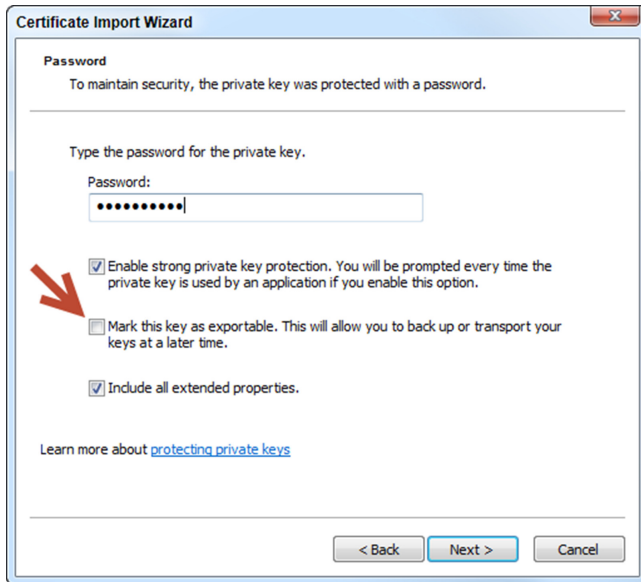 Certificate Import Wizard
Password
To maintain security, the private key was protected with a password.
Type the password for the private key.
Password:
••••••••••
Enable strong private key protection. You will be prompted every time the
private key is used by an application if you enable this option.
Mark this key as exportable. This will allow you to back up or transport your
keys at a later time.
Include all extended properties.
Learn more about protecting private keys
< Back Next > Cancel